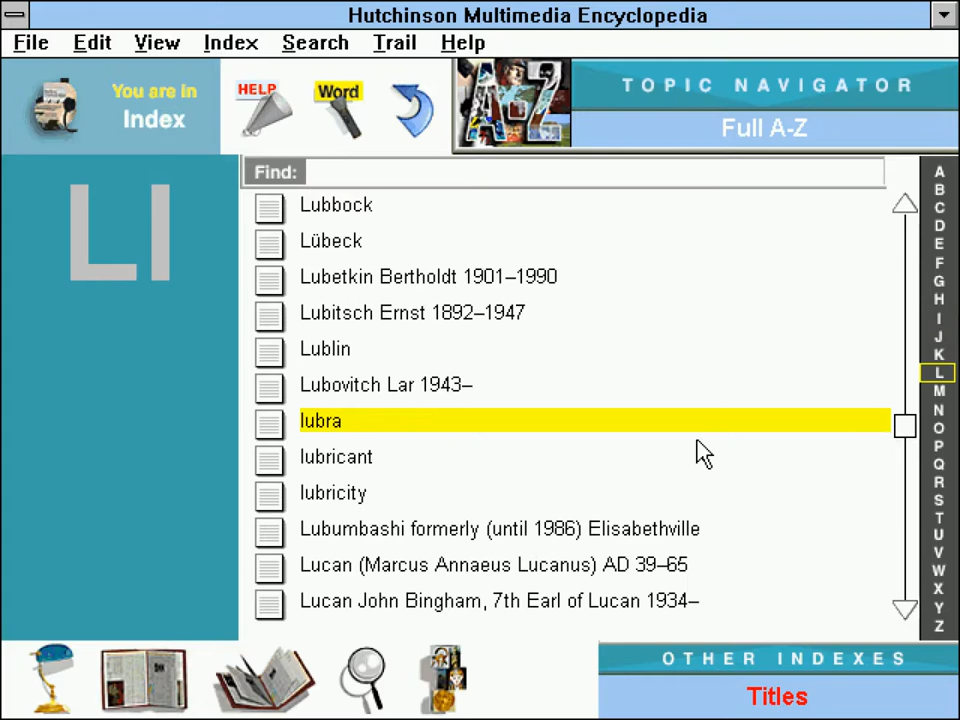 Hutchinson Multimedia Encyclopedia
File Edit View Index Search Trail Help
You are in
Index
HELP
Word
A-Z
TOPIC NAVIGATOR
Full A-Z
Ll
Find:
Lubbock
Lübeck
Lubetkin Bertholdt 1901–1990
Lubitsch Ernst 1892–1947
Lublin
Lubovitch Lar 1943–
lubra
lubricant
lubricity
Lubumbashi formerly (until 1986) Elisabethville
Lucan (Marcus Annaeus Lucanus) AD 39–65
Lucan John Bingham, 7th Earl of Lucan 1934–
A
B
C
D
E
F
G
H
I
J
K
L
M
N
O
P
Q
R
S
T
U
V
W
X
Y
Z
OTHER INDEXES
Titles